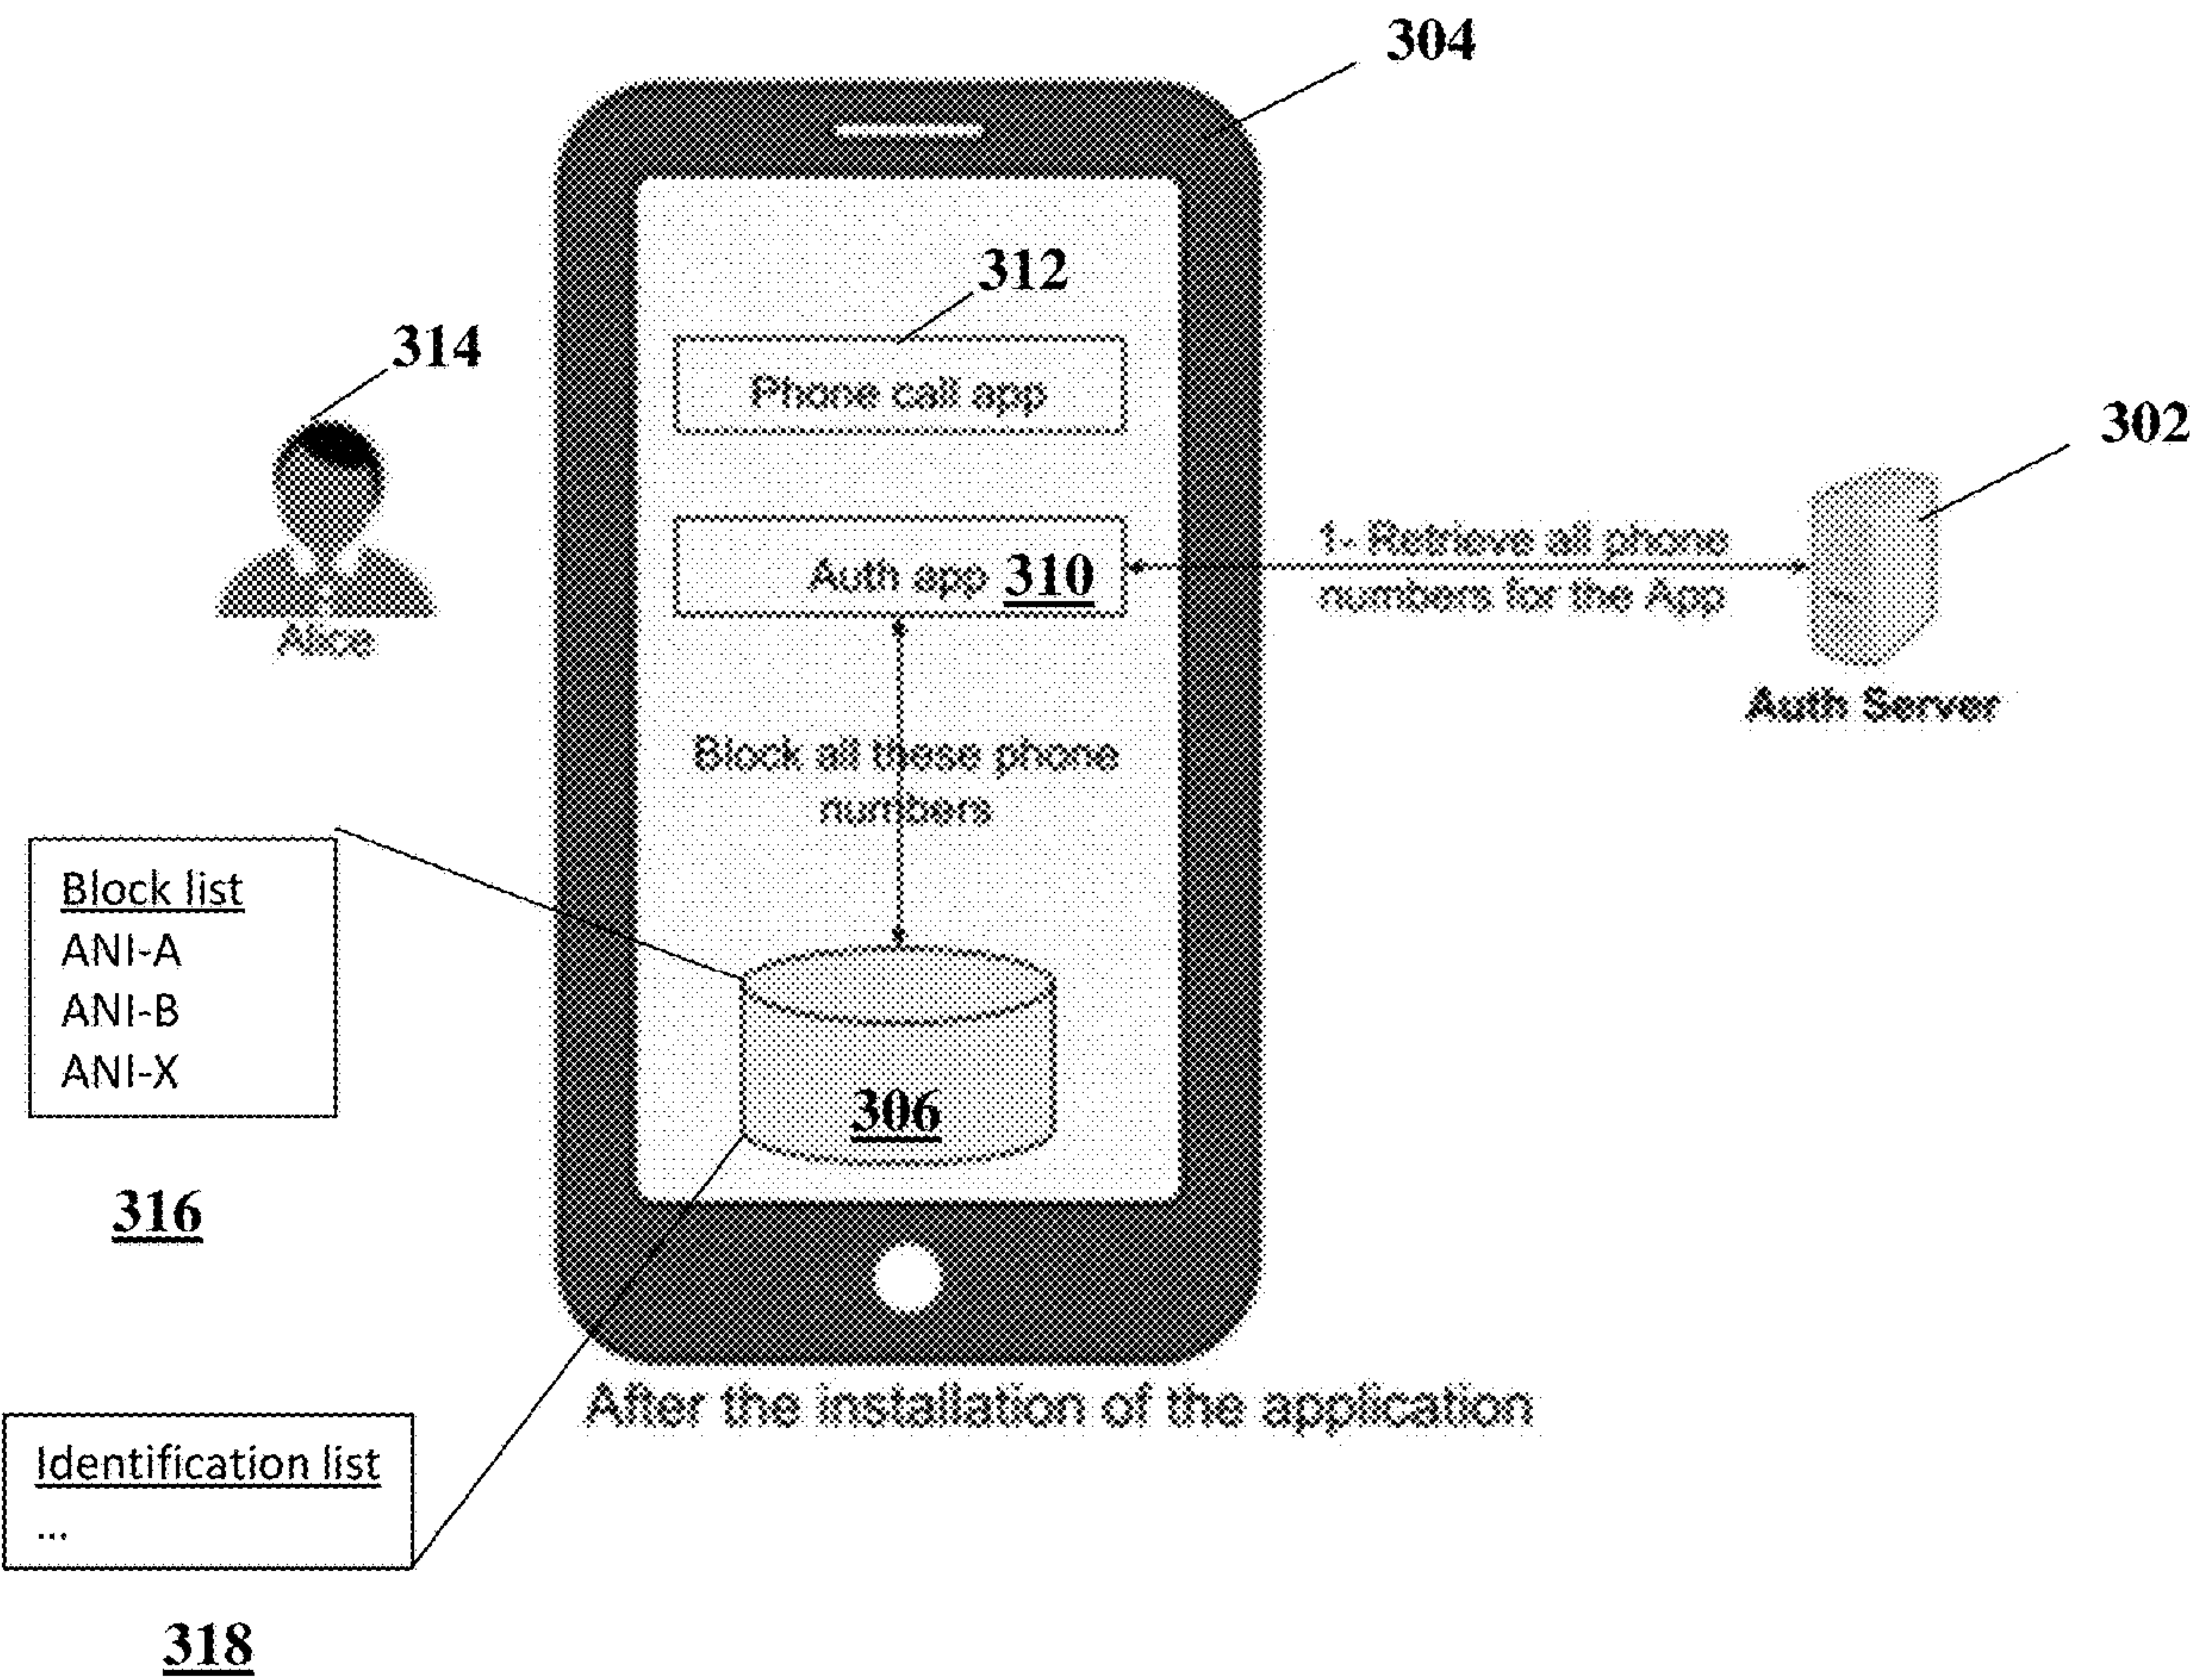 304
312
Phone call app
314
Alice
302
Auth app 310
1- Retrieve all phone
numbers for the App
Auth Server
Block all these phone
numbers
Block list
ANI-A
ANI-B
ANI-X
316
306
After the installation of the application
Identification list
...
318